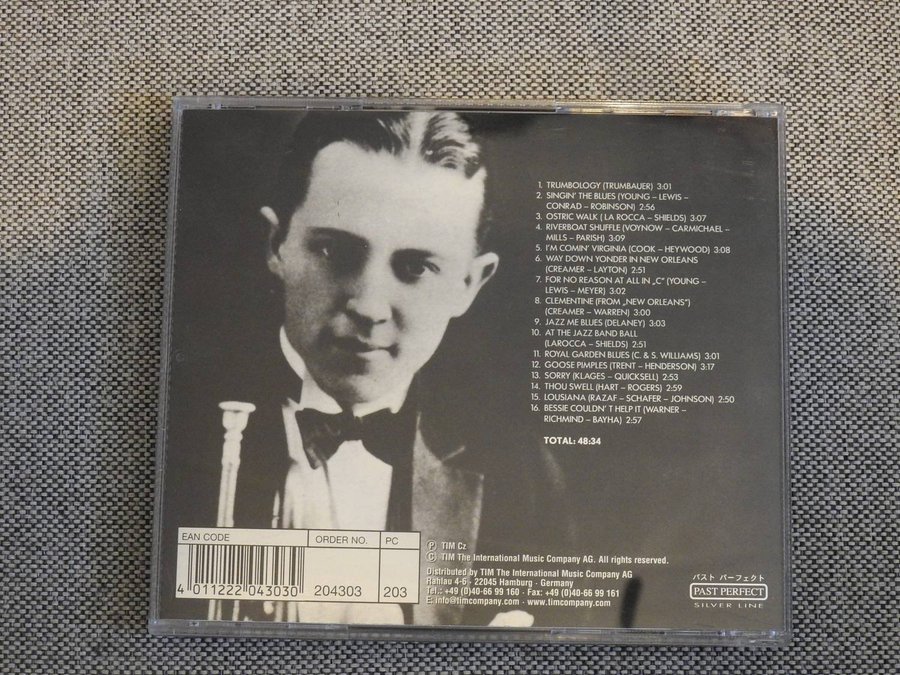 1. TRUMBOLOGY (TRUMBAUER) 3:01
2. SINGIN' THE BLUES (YOUNG – LEWIS –
CONRAD – ROBINSON) 2:56
3. OSTRIC WALK ( LA ROCCA – SHIELDS) 3:07
4. RIVERBOAT SHUFFLE (VOYNOW – CARMICHAEL –
MILLS – PARISH) 3:09
5. I'M COMIN' VIRGINIA (COOK – HEYWOOD) 3:08
6. WAY DOWN YONDER IN NEW ORLEANS
(CREAMER – LAYTON) 2:51
7. FOR NO REASON AT ALL IN „C“ (YOUNG –
LEWIS – MEYER) 3:02
8. CLEMENTINE (FROM „NEW ORLEANS“)
(CREAMER – WARREN) 3:00
9. JAZZ ME BLUES (DELANEY) 3:03
10. AT THE JAZZ BAND BALL
(LAROCCA – SHIELDS) 2:51
11. ROYAL GARDEN BLUES (C. & S. WILLIAMS) 3:01
12. GOOSE PIMPLES (TRENT – HENDERSON) 3:17
13. SORRY (KLAGES – QUICKSELL) 2:53
14. THOU SWELL (HART – ROGERS) 2:59
15. LOUSIANA (RAZAF – SCHAFER – JOHNSON) 2:50
16. BESSIE COULDN' T HELP IT (WARNER –
RICHMIND – BAYHA) 2:57
TOTAL: 48:34
EAN CODE ORDER NO. PC
4 011222 043030 204303 203
Ⓟ TIM Cz
Ⓒ TIM The International Music Company AG. All rights reserved.
Distributed by TIM The International Music Company AG
Rahlau 4-6 - 22045 Hamburg · Germany
Tel.: +49 (0)40-66 99 160 - Fax: +49 (0)40-66 99 161
E: info@timcompany.com - www.timcompany.com
パスト パーフェクト
PAST PERFECT
SILVER LINE